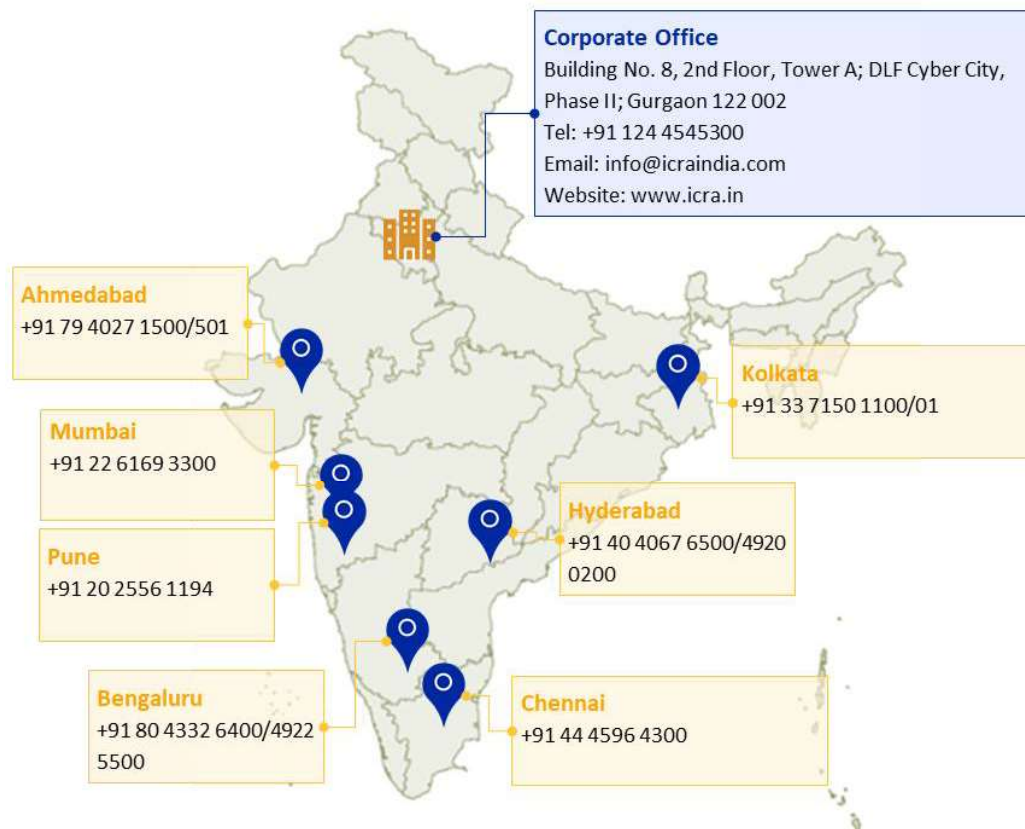 Corporate Office
Building No. 8, 2nd Floor, Tower A; DLF Cyber City,
Phase II; Gurgaon 122 002
Tel: +91 124 4545300
Email: info@icraindia.com
Website: www.icra.in
Ahmedabad
+91 79 4027 1500/501
Kolkata
+91 33 7150 1100/01
Mumbai
+91 22 6169 3300
Hyderabad
+91 40 4067 6500/4920
0200
Pune
+91 20 2556 1194
Bengaluru
+91 80 4332 6400/4922
5500
Chennai
+91 44 4596 4300